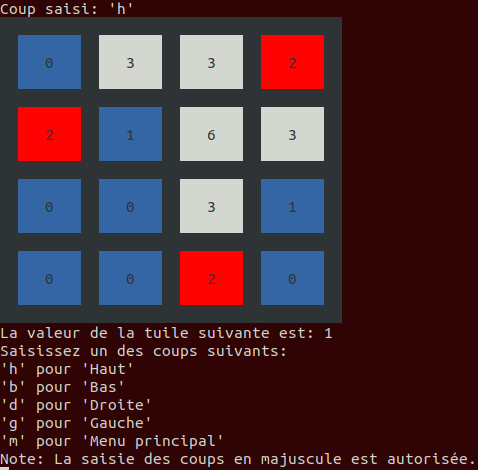 Coup saisi: 'h'
0 3 3 2
2 1 6 3
0 0 3 1
0 0 2 0
La valeur de la tuile suivante est: 1
Saisissez un des coups suivants:
'h' pour 'Haut'
'b' pour 'Bas'
'd' pour 'Droite'
'g' pour 'Gauche'
'm' pour 'Menu principal'
Note: La saisie des coups en majuscule est autorisée.